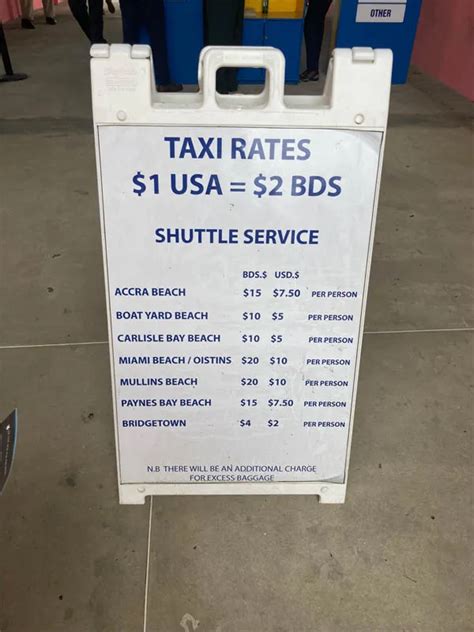 OTHER
TAXI RATES
$1 USA = $2 BDS
SHUTTLE SERVICE
BDS.$ USD.$
ACCRA BEACH $15 $7.50 PER PERSON
BOAT YARD BEACH $10 $5 PER PERSON
CARLISLE BAY BEACH $10 $5 PER PERSON
MIAMI BEACH / OISTINS $20 $10 PER PERSON
MULLINS BEACH $20 $10 PER PERSON
PAYNES BAY BEACH $15 $7.50 PER PERSON
BRIDGETOWN $4 $2 PER PERSON
N.B THERE WILL BE AN ADDITIONAL CHARGE
FOR EXCESS BAGGAGE